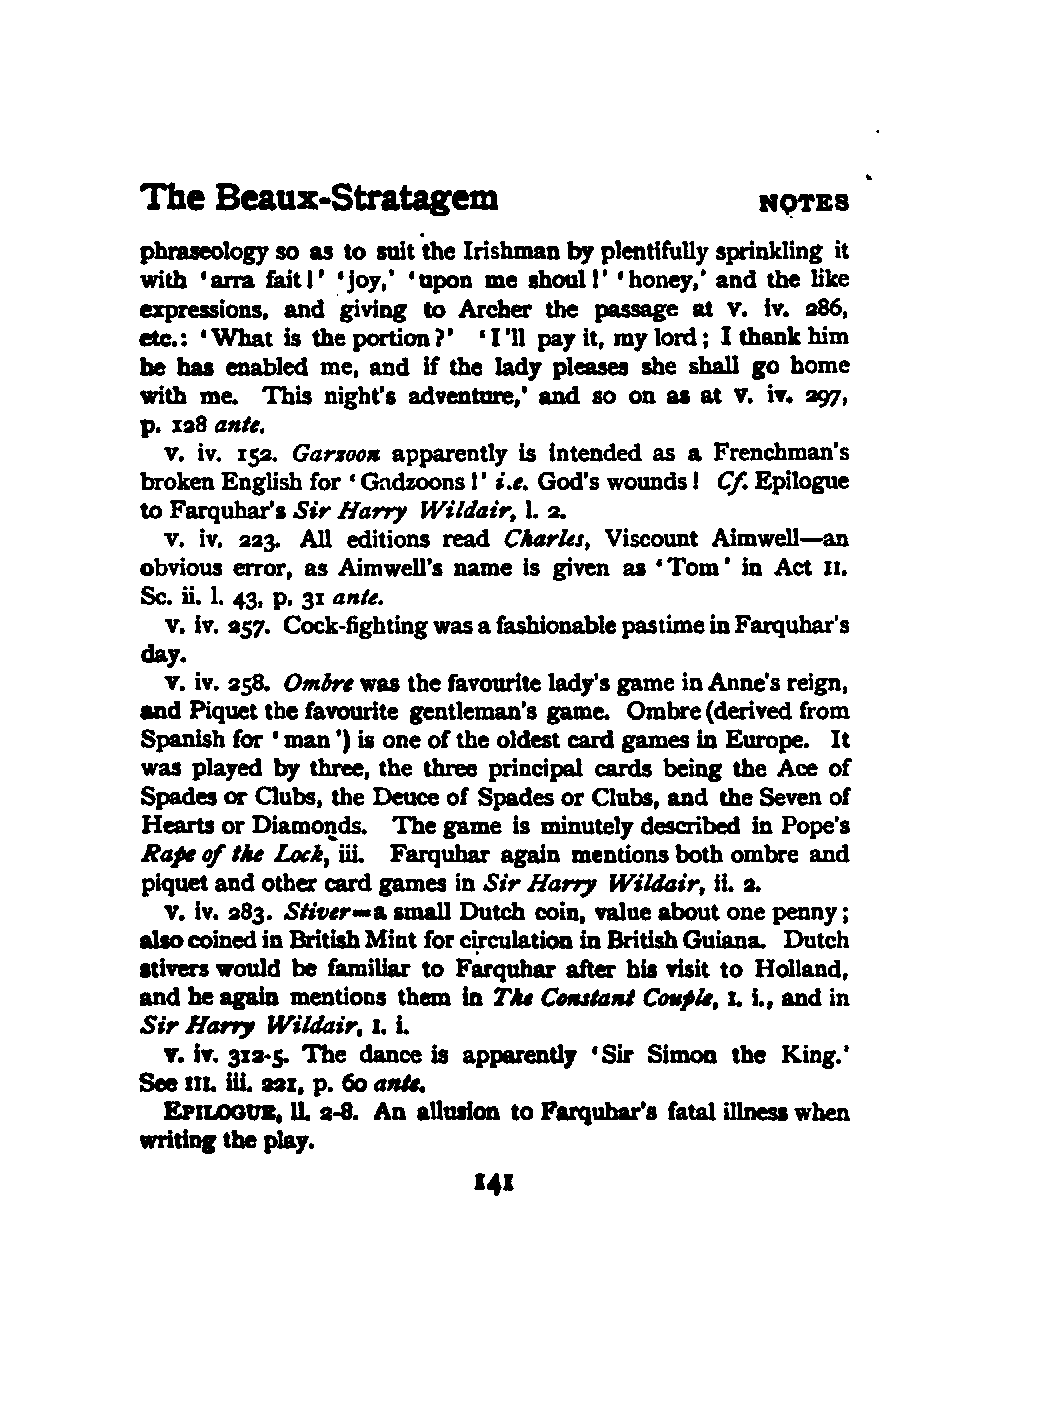 The Beaux-Stratagem NOTES
phraseology so as to suit the Irishman by plentifully sprinkling it
with 'arra fait!' 'joy,' 'upon me shoul!' 'honey,' and the like
expressions, and giving to Archer the passage at V. iv. 286,
etc.: 'What is the portion?' 'I'll pay it, my lord; I thank him
he has enabled me, and if the lady pleases she shall go home
with me. This night's adventure,' and so on as at V. iv. 297,
p. 128 ante.
V. iv. 152. Garzoon apparently is intended as a Frenchman's
broken English for 'Gadzoons!' i.e. God's wounds! Cf. Epilogue
to Farquhar's Sir Harry Wildair, l. 2.
V. iv. 223. All editions read Charles, Viscount Aimwell—an
obvious error, as Aimwell's name is given as 'Tom' in Act II.
Sc. ii. l. 43, p. 31 ante.
V. iv. 257. Cock-fighting was a fashionable pastime in Farquhar's
day.
V. iv. 258. Ombre was the favourite lady's game in Anne's reign,
and Piquet the favourite gentleman's game. Ombre (derived from
Spanish for 'man') is one of the oldest card games in Europe. It
was played by three, the three principal cards being the Ace of
Spades or Clubs, the Deuce of Spades or Clubs, and the Seven of
Hearts or Diamonds. The game is minutely described in Pope's
Rape of the Lock, iii. Farquhar again mentions both ombre and
piquet and other card games in Sir Harry Wildair, ii. 2.
V. iv. 283. Stiver=a small Dutch coin, value about one penny;
also coined in British Mint for circulation in British Guiana. Dutch
stivers would be familiar to Farquhar after his visit to Holland,
and he again mentions them in The Constant Couple, I. i., and in
Sir Harry Wildair, I. i.
V. iv. 312-5. The dance is apparently 'Sir Simon the King.'
See III. iii. 221, p. 60 ante.
EPILOGUE, ll. 2-8. An allusion to Farquhar's fatal illness when
writing the play.
141